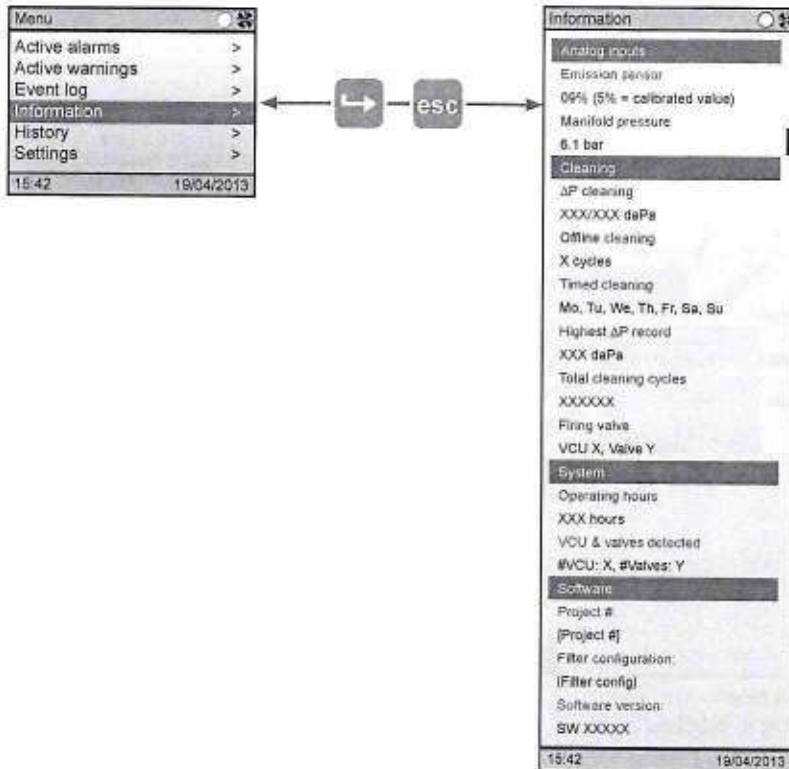 Menu
Active alarms >
Active warnings >
Event log >
Information >
History >
Settings >
15:42 19/04/2013
esc
Information
Analog inputs
Emission sensor
09% (5% = calibrated value)
Manifold pressure
6.1 bar
Cleaning
ΔP cleaning
XXX/XXX daPa
Offline cleaning
X cycles
Timed cleaning
Mo, Tu, We, Th, Fr, Sa, Su
Highest ΔP record
XXX daPa
Total cleaning cycles
XXXXXX
Firing valve
VCU X, Valve Y
System
Operating hours
XXX hours
VCU & valves detected
#VCU: X, #Valves: Y
Software
Project #
[Project #]
Filter configuration:
[Filter config]
Software version:
SW XXXXX
15:42 19/04/2013